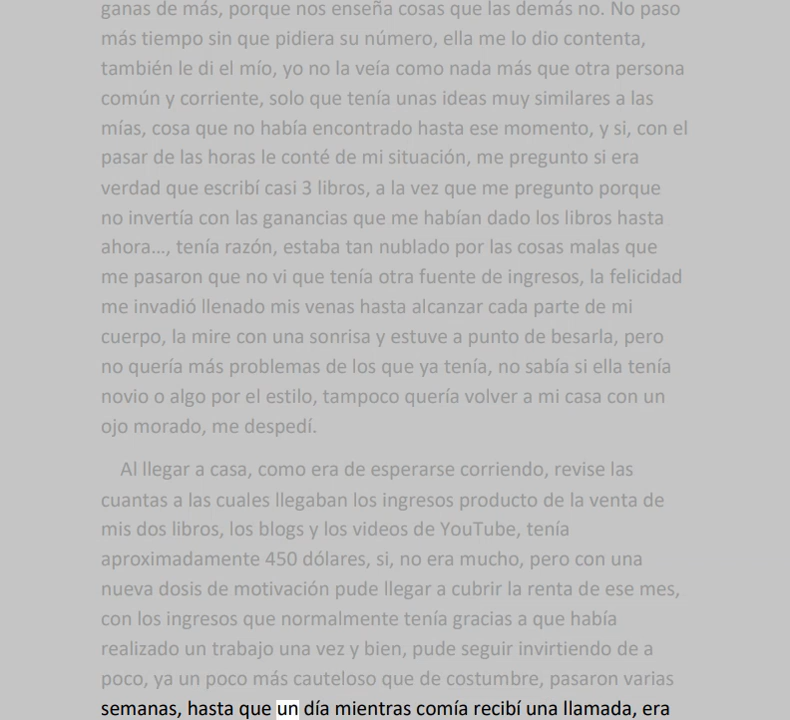 ganas de más, porque nos enseña cosas que las demás no. No paso
más tiempo sin que pidiera su número, ella me lo dio contenta,
también le di el mío, yo no la veía como nada más que otra persona
común y corriente, solo que tenía unas ideas muy similares a las
mías, cosa que no había encontrado hasta ese momento, y si, con el
pasar de las horas le conté de mi situación, me pregunto si era
verdad que escribí casi 3 libros, a la vez que me pregunto porque
no invertía con las ganancias que me habían dado los libros hasta
ahora…, tenía razón, estaba tan nublado por las cosas malas que
me pasaron que no vi que tenía otra fuente de ingresos, la felicidad
me invadió llenado mis venas hasta alcanzar cada parte de mi
cuerpo, la mire con una sonrisa y estuve a punto de besarla, pero
no quería más problemas de los que ya tenía, no sabía si ella tenía
novio o algo por el estilo, tampoco quería volver a mi casa con un
ojo morado, me despedí.
Al llegar a casa, como era de esperarse corriendo, revise las
cuantas a las cuales llegaban los ingresos producto de la venta de
mis dos libros, los blogs y los videos de YouTube, tenía
aproximadamente 450 dólares, si, no era mucho, pero con una
nueva dosis de motivación pude llegar a cubrir la renta de ese mes,
con los ingresos que normalmente tenía gracias a que había
realizado un trabajo una vez y bien, pude seguir invirtiendo de a
poco, ya un poco más cauteloso que de costumbre, pasaron varias
semanas, hasta que un día mientras comía recibí una llamada, era